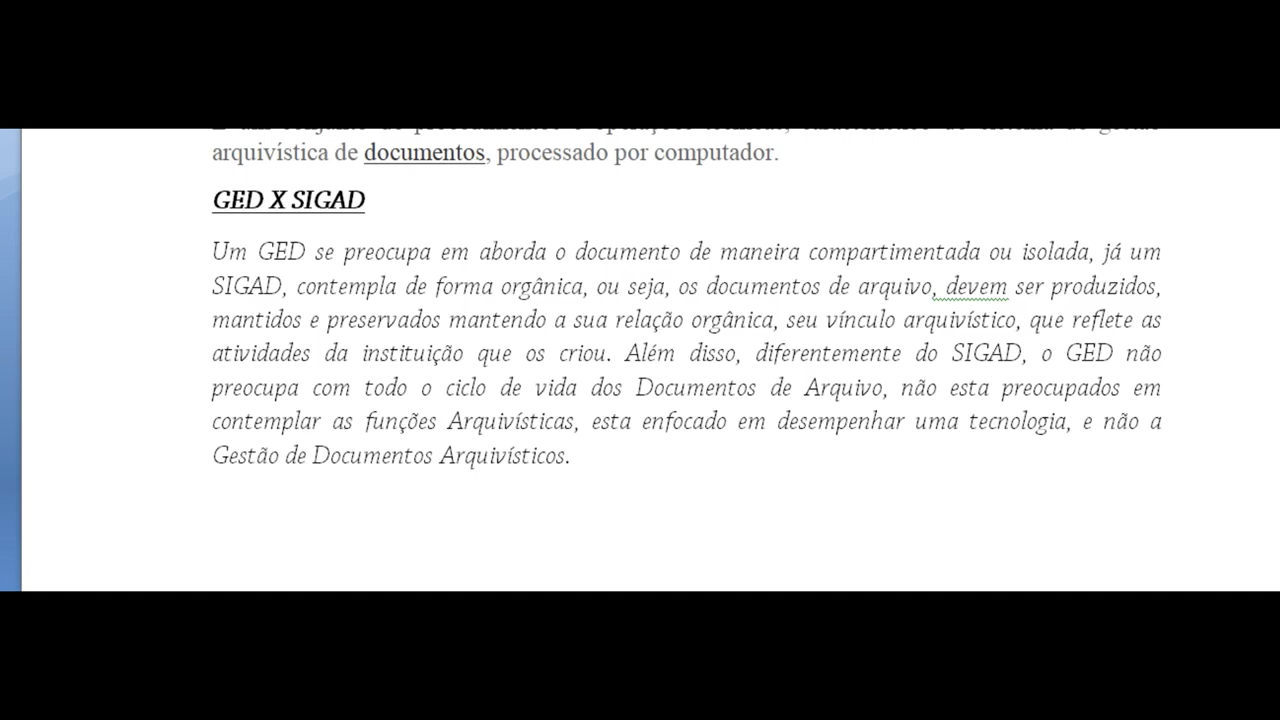 arquivística de documentos, processado por computador.
GED X SIGAD
Um GED se preocupa em aborda o documento de maneira compartimentada ou isolada, já um
SIGAD, contempla de forma orgânica, ou seja, os documentos de arquivo, devem ser produzidos,
mantidos e preservados mantendo a sua relação orgânica, seu vínculo arquivístico, que reflete as
atividades da instituição que os criou. Além disso, diferentemente do SIGAD, o GED não
preocupa com todo o ciclo de vida dos Documentos de Arquivo, não esta preocupados em
contemplar as funções Arquivísticas, esta enfocado em desempenhar uma tecnologia, e não a
Gestão de Documentos Arquivísticos.